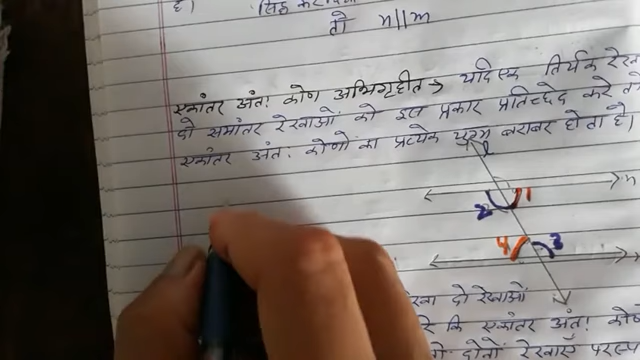 है।
तो n||m
एकांतर अंत: कोण अभिगृहीत → यदि एक तिर्यक रेखा
दो समांतर रेखाओं को इस प्रकार प्रतिच्छेद करे तो
एकांतर अंत: कोणों का प्रत्येक युग्म बराबर होता है।
n
2 1
4 3
दो रेखाओं
कि एकांतर अंत: कोण
दोनों रेखाएँ